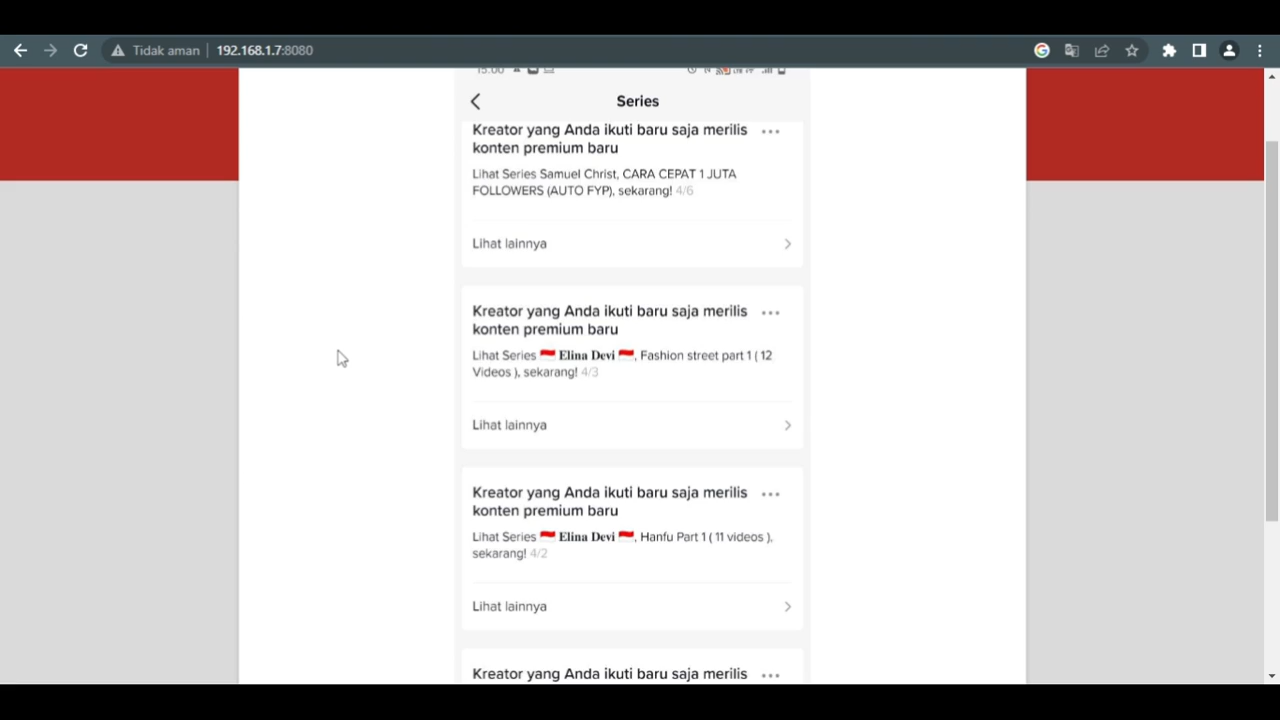 Tidak aman
192.168.1.7:8080
15.00
Series
Kreator yang Anda ikuti baru saja merilis
konten premium baru
Lihat Series Samuel Christ, CARA CEPAT 1 JUTA
FOLLOWERS (AUTO FYP), sekarang! 4/6
Lihat lainnya
Kreator yang Anda ikuti baru saja merilis
konten premium baru
Lihat Series 🇮🇩 Elina Devi 🇮🇩, Fashion street part 1 ( 12
Videos ), sekarang! 4/3
Lihat lainnya
Kreator yang Anda ikuti baru saja merilis
konten premium baru
Lihat Series 🇮🇩 Elina Devi 🇮🇩, Hanfu Part 1 ( 11 videos ),
sekarang! 4/2
Lihat lainnya
Kreator yang Anda ikuti baru saja merilis